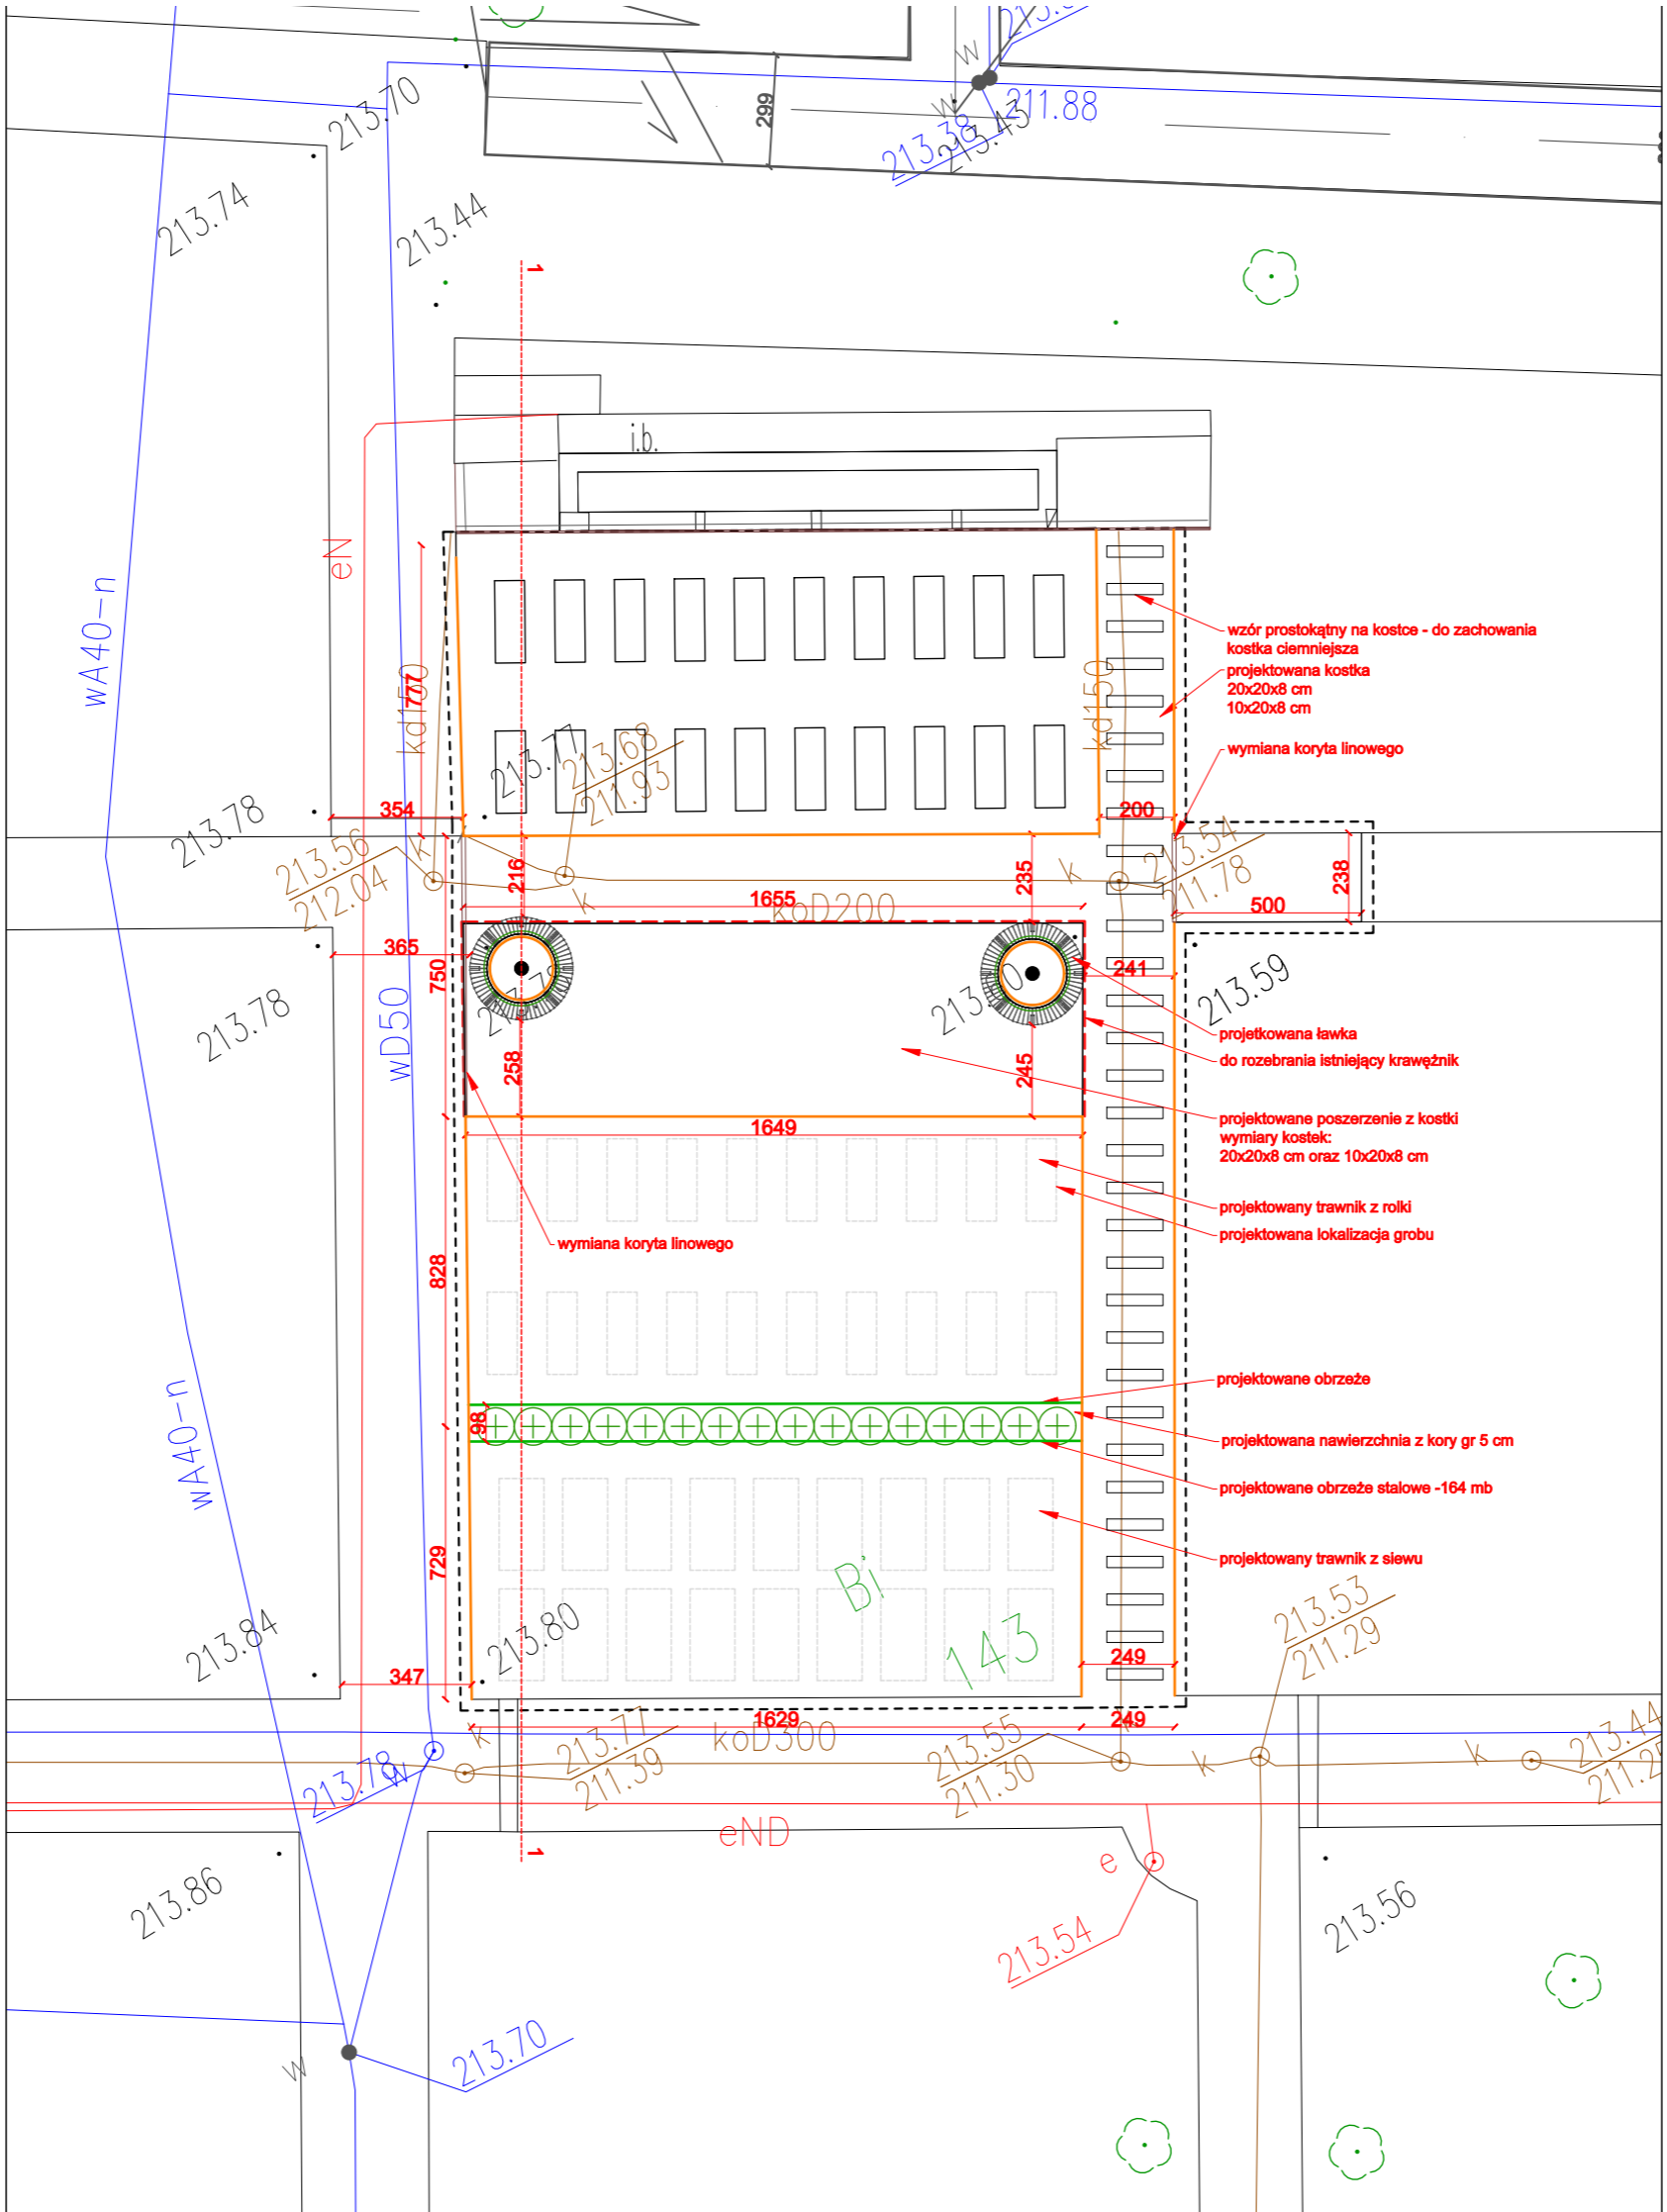 213.70
299
w
w
211.88
213.38
213.43
213.74
213.44
1
i.b.
eN
wA40-n
wzór prostokątny na kostce - do zachowania
kostka ciemniejsza
projektowana kostka
20x20x8 cm
10x20x8 cm
kd150
777
kd150
213.77
213.68
211.93
wymiana koryta linowego
354
200
213.78
213.56
212.04
k
216
k
235
k
213.54
211.78
238
1655
koD200
500
365
750
241
213.59
213.78
wD50
258
245
projetkowana ławka
do rozebrania istniejący krawężnik
projektowane poszerzenie z kostki
wymiary kostek:
20x20x8 cm oraz 10x20x8 cm
1649
projektowany trawnik z rolki
projektowana lokalizacja grobu
wymiana koryta linowego
828
projektowane obrzeże
98
projektowana nawierzchnia z kory gr 5 cm
wA40-n
projektowane obrzeże stalowe -164 mb
729
projektowany trawnik z siewu
Bi
143
213.84
213.80
213.53
211.29
347
249
1629
249
k
213.77
211.39
koD300
213.55
211.30
k
k
213.44
213.78
w
eND
e
1
213.86
213.54
213.56
w
213.70